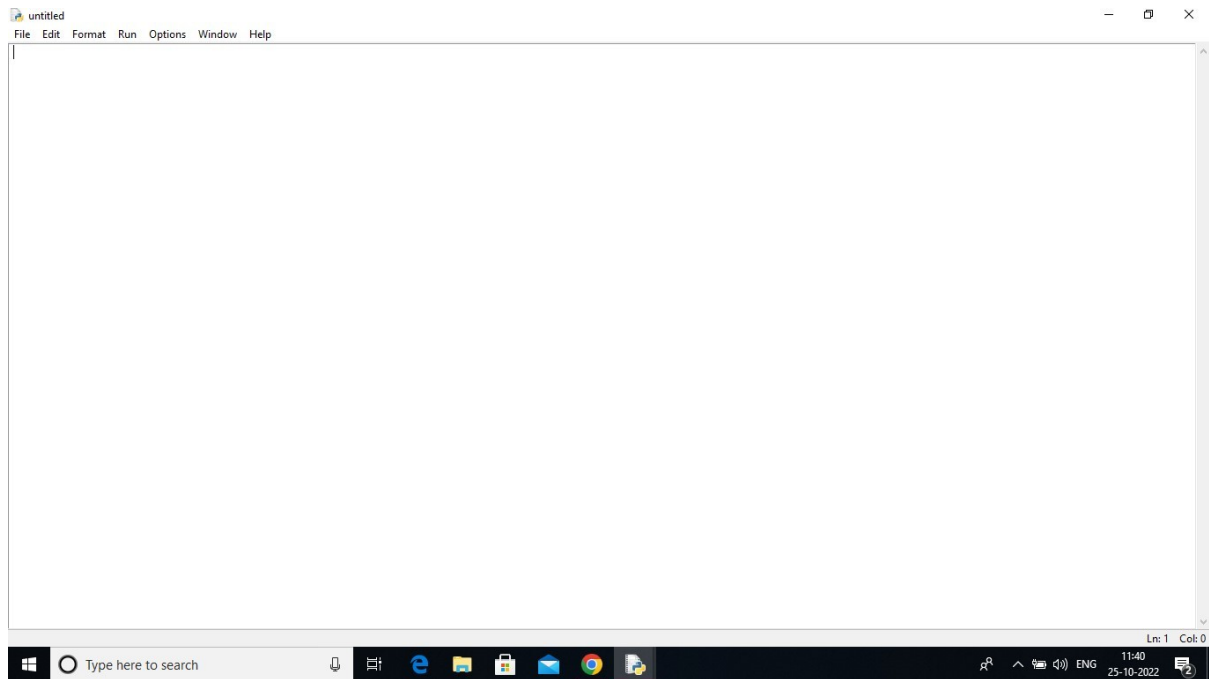 untitled
File Edit Format Run Options Window Help
Ln: 1 Col: 0
Type here to search
ENG
11:40
25-10-2022
2